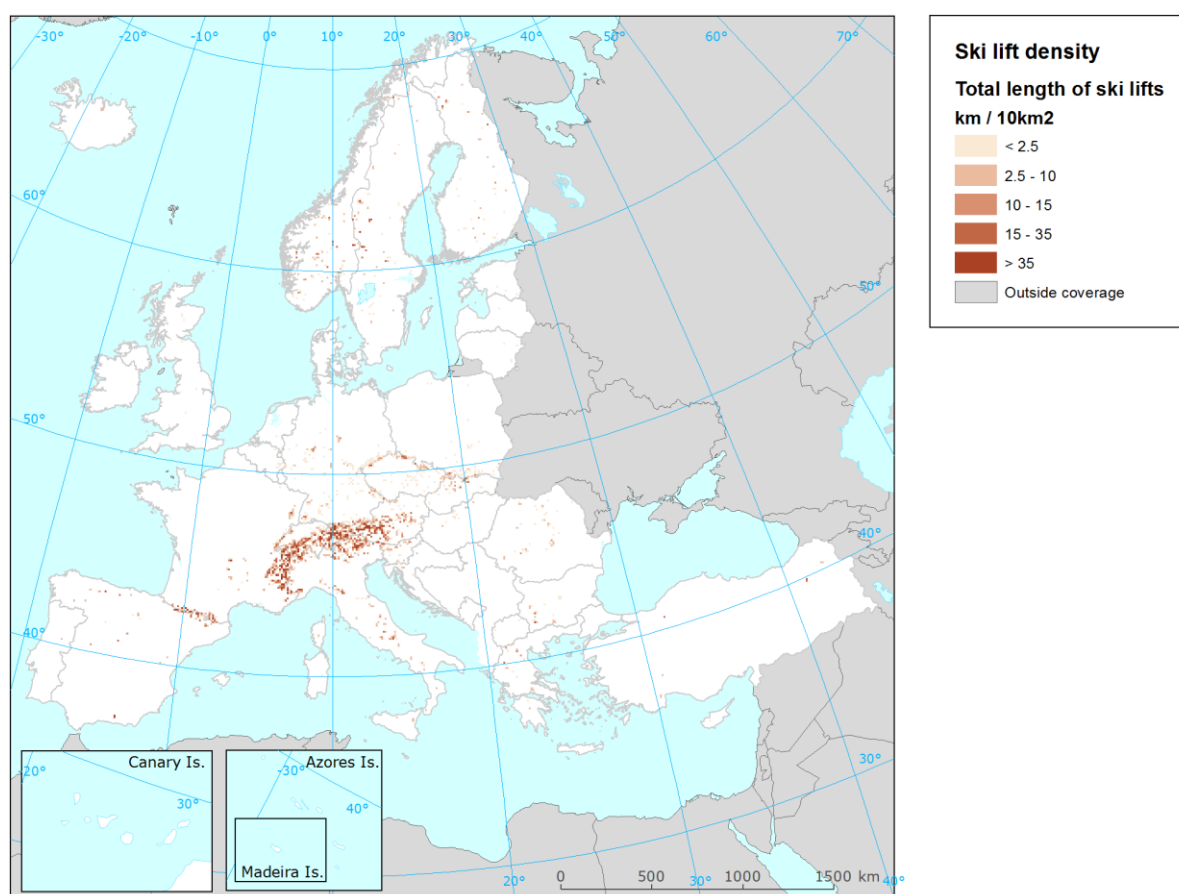 -30° -20° -10° 0° 10° 20° 30° 40° 50° 60° 70°
60°
50°
50°
40°
40°
0° 10° 20° 30°
30°
20°
40°
Canary Is.
-20°
30°
Azores Is.
-30°
40°
Madeira Is.
0 500 1000 1500 km
Ski lift density
Total length of ski lifts
km / 10km2
< 2.5
2.5 - 10
10 - 15
15 - 35
> 35
Outside coverage